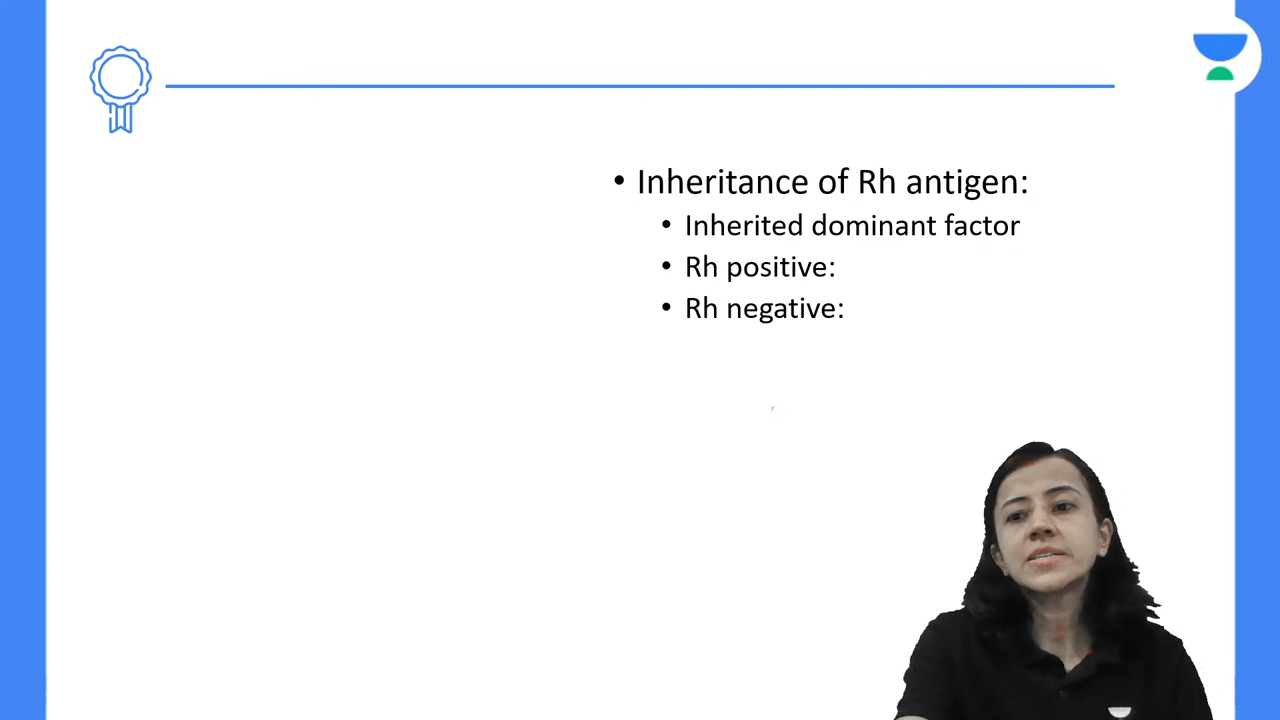 • Inheritance of Rh antigen:
• Inherited dominant factor
• Rh positive:
• Rh negative: